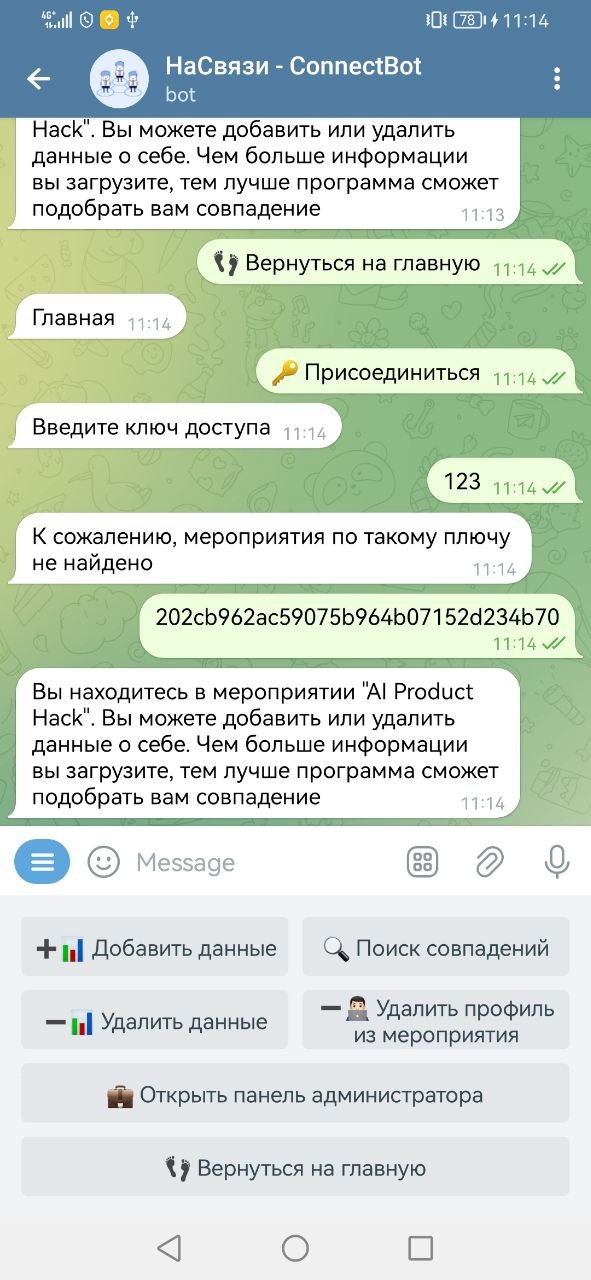 4G+
78
11:14
НаСвязи - ConnectBot
bot
Hack". Вы можете добавить или удалить
данные о себе. Чем больше информации
вы загрузите, тем лучше программа сможет
подобрать вам совпадение
11:13
Вернуться на главную
11:14
Главная
11:14
Присоединиться
11:14
Введите ключ доступа
11:14
123
11:14
К сожалению, мероприятия по такому плючу
не найдено
11:14
202cb962ac59075b964b07152d234b70
11:14
Вы находитесь в мероприятии "AI Product
Hack". Вы можете добавить или удалить
данные о себе. Чем больше информации
вы загрузите, тем лучше программа сможет
подобрать вам совпадение
11:14
Message
Добавить данные
Поиск совпадений
Удалить данные
Удалить профиль
из мероприятия
Открыть панель администратора
Вернуться на главную